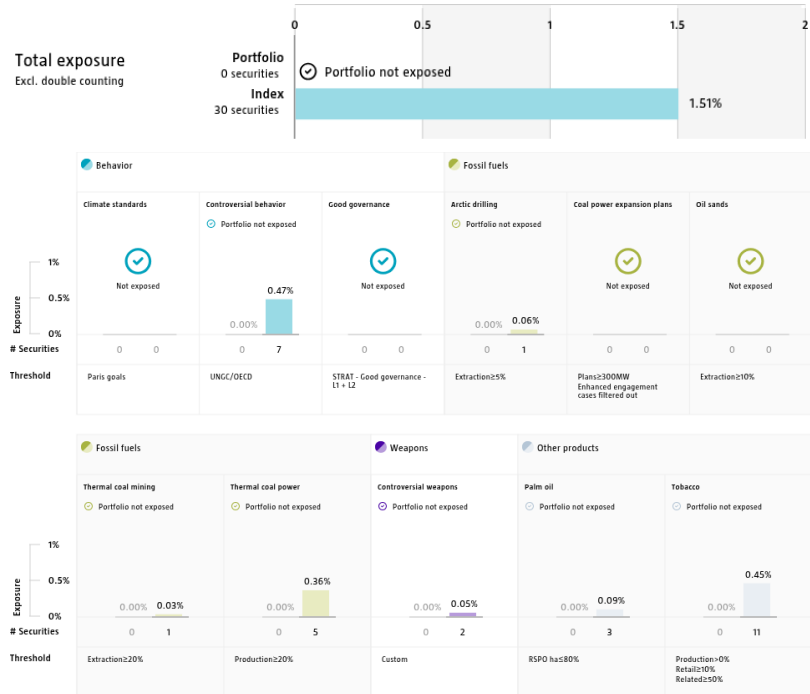 0 0.5 1 1.5 2
Total exposure
Excl. double counting
Portfolio
0 securities
Portfolio not exposed
Index
30 securities
1.51%
Behavior
Fossil fuels
Climate standards
Controversial behavior
Good governance
Arctic drilling
Coal power expansion plans
Oil sands
Portfolio not exposed
Portfolio not exposed
Not exposed
Not exposed
Not exposed
Not exposed
Exposure
1%
0.5%
0%
0.00% 0.47%
0.00% 0.06%
# Securities
0 0
0 7
0 0
0 1
0 0
0 0
Threshold
Paris goals
UNGC/OECD
STRAT - Good governance -
L1 + L2
Extraction≥5%
Plans≥300MW
Enhanced engagement
cases filtered out
Extraction≥10%
Fossil fuels
Weapons
Other products
Thermal coal mining
Thermal coal power
Controversial weapons
Palm oil
Tobacco
Portfolio not exposed
Portfolio not exposed
Portfolio not exposed
Portfolio not exposed
Portfolio not exposed
Exposure
1%
0.5%
0%
0.00% 0.03%
0.00% 0.36%
0.00% 0.05%
0.00% 0.09%
0.00% 0.45%
# Securities
0 1
0 5
0 2
0 3
0 11
Threshold
Extraction≥20%
Production≥20%
Custom
RSPO ha≤80%
Production>0%
Retail≥10%
Related≥50%